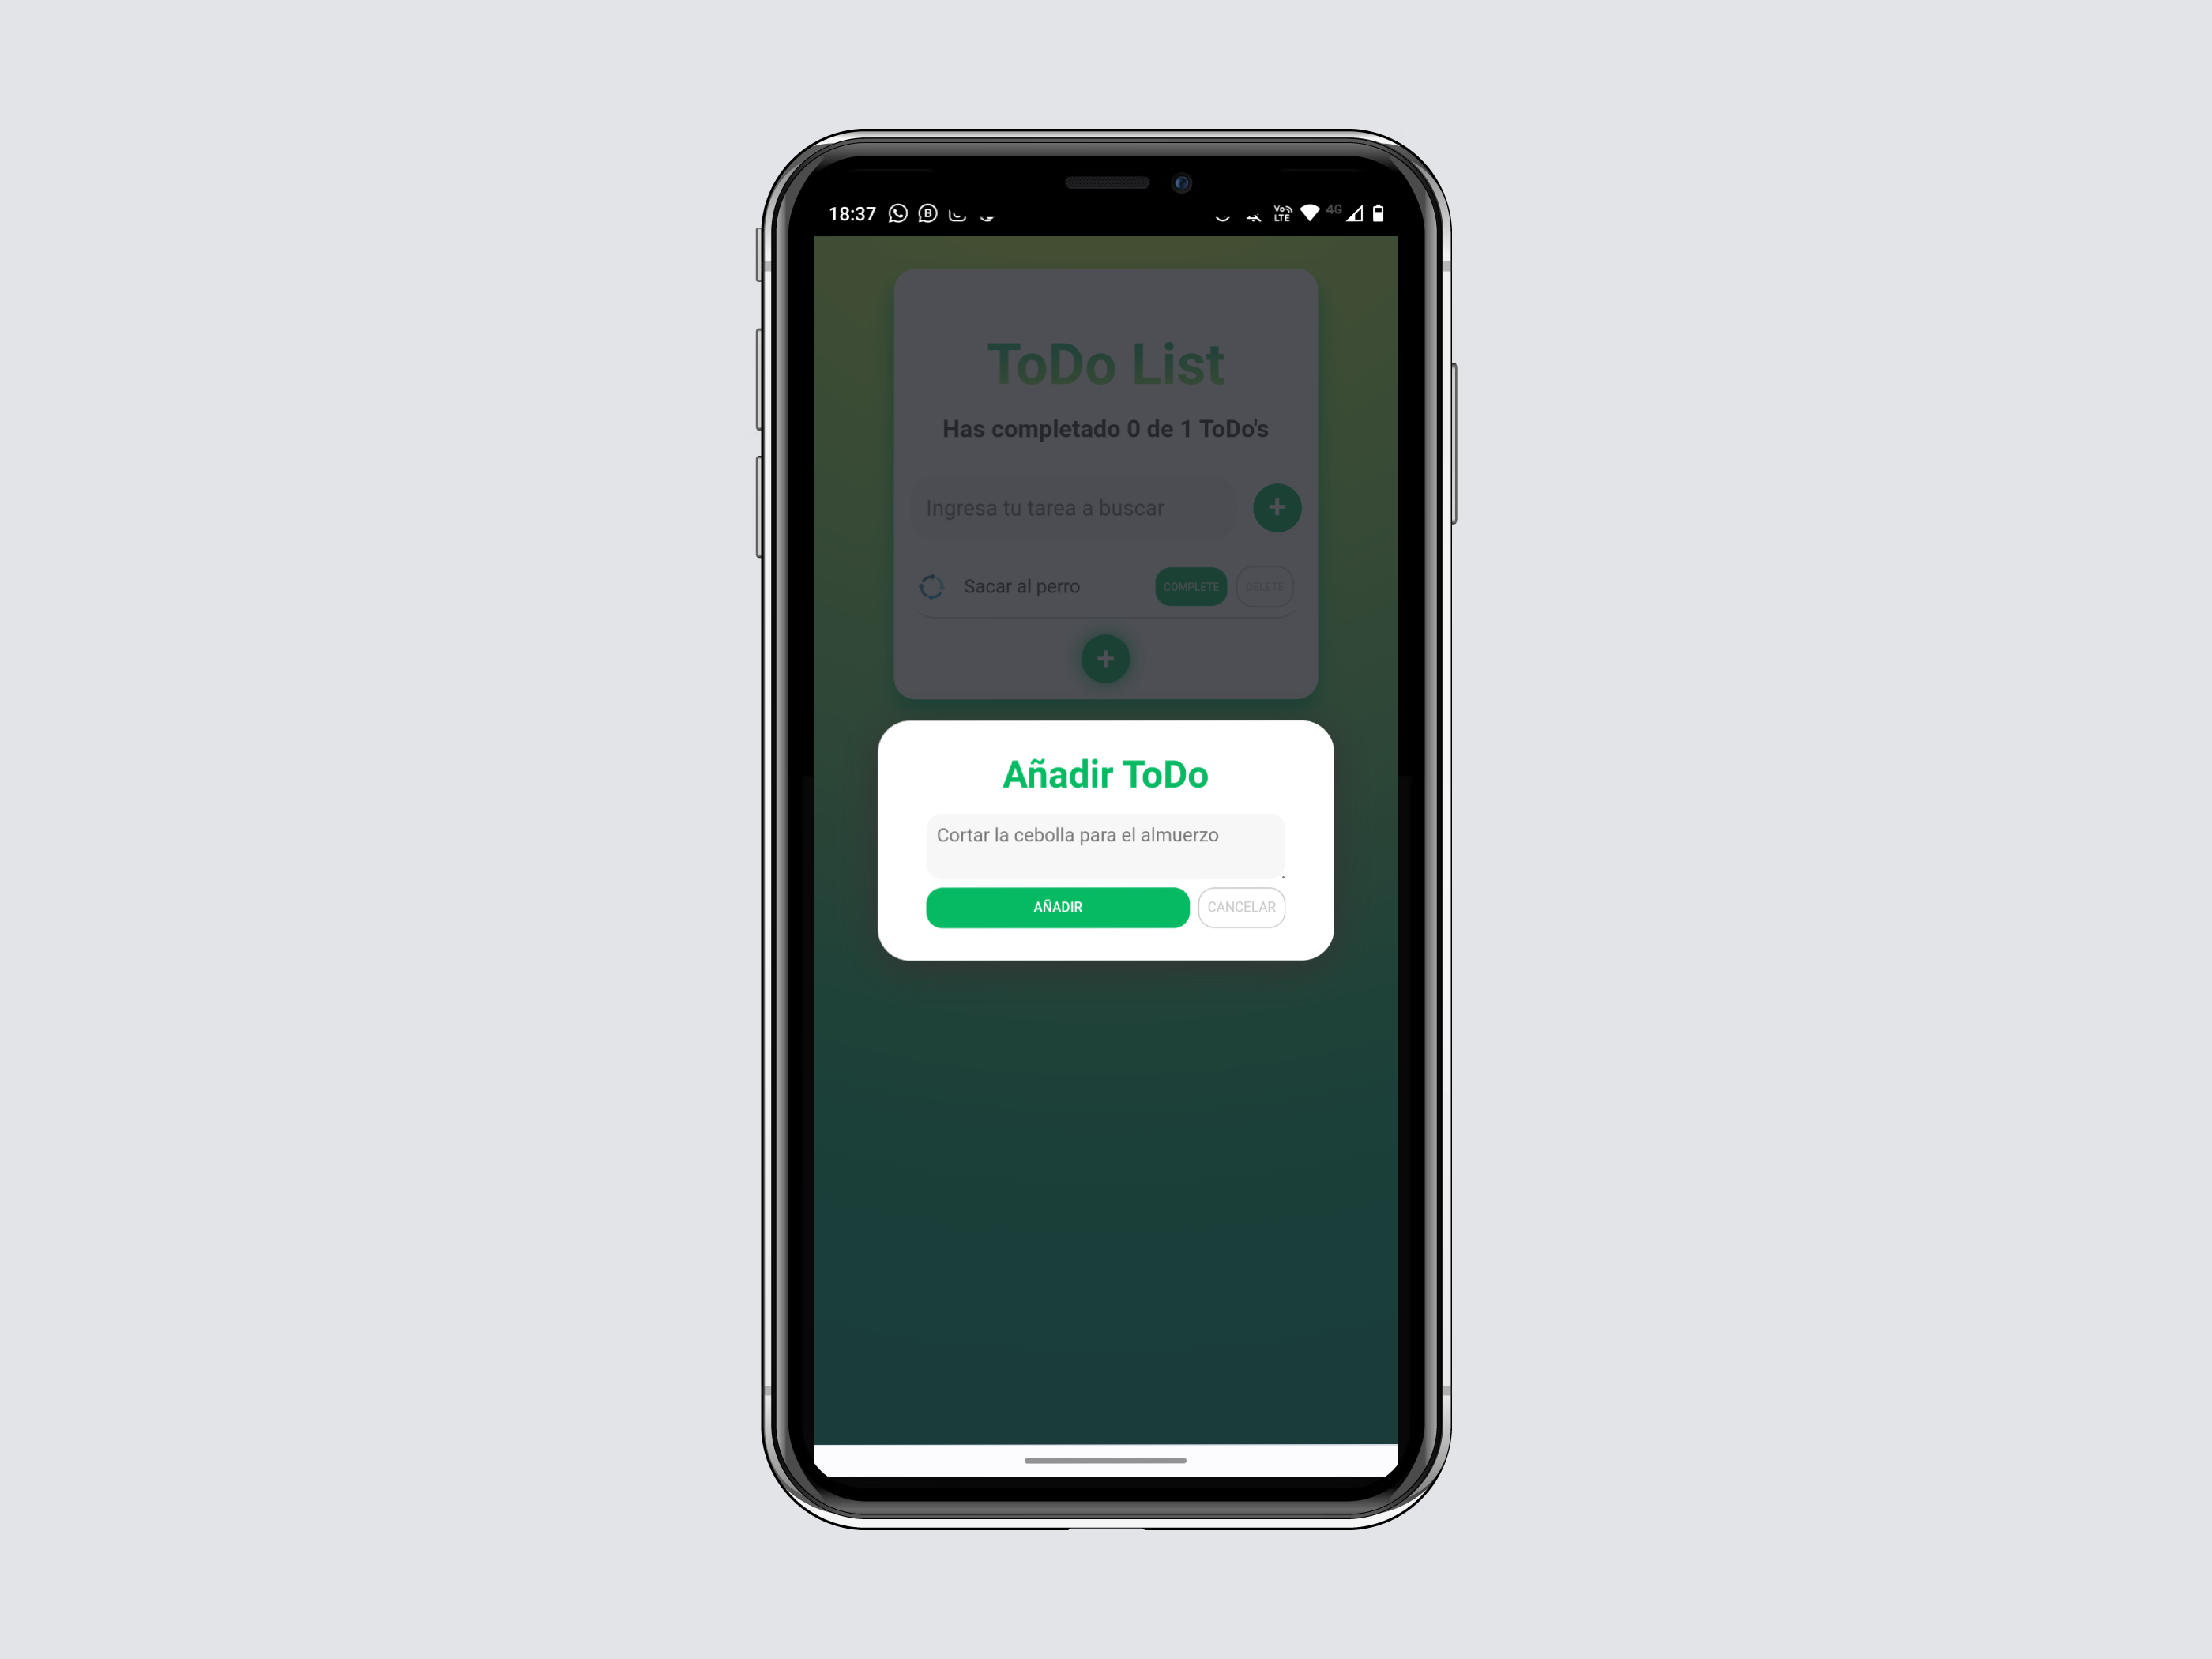 18:37
Vo
LTE
4G
ToDo List
Has completado 0 de 1 ToDo's
Ingresa tu tarea a buscar
+
Sacar al perro
COMPLETE
DELETE
+
Añadir ToDo
Cortar la cebolla para el almuerzo
AÑADIR
CANCELAR